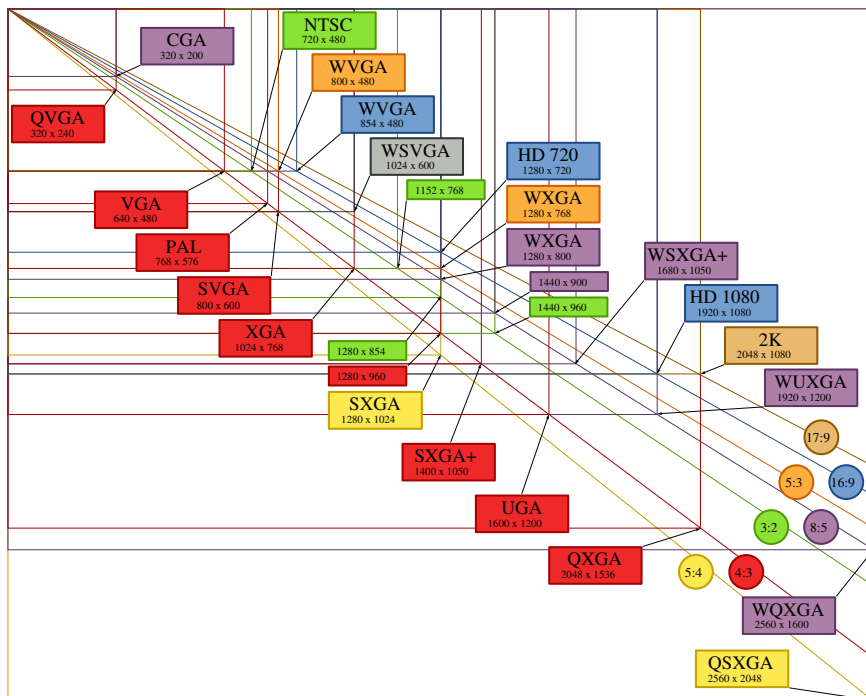 NTSC
720 x 480
CGA
320 x 200
WVGA
800 x 480
QVGA
320 x 240
WVGA
854 x 480
WSVGA
1024 x 600
HD 720
1280 x 720
1152 x 768
VGA
640 x 480
WXGA
1280 x 768
PAL
768 x 576
WXGA
1280 x 800
WSXGA+
1680 x 1050
SVGA
800 x 600
1440 x 900
HD 1080
1920 x 1080
XGA
1024 x 768
1440 x 960
1280 x 854
2K
2048 x 1080
1280 x 960
WUXGA
1920 x 1200
SXGA
1280 x 1024
17:9
SXGA+
1400 x 1050
5:3
16:9
UGA
1600 x 1200
3:2
8:5
QXGA
2048 x 1536
5:4
4:3
WQXGA
2560 x 1600
QSXGA
2560 x 2048